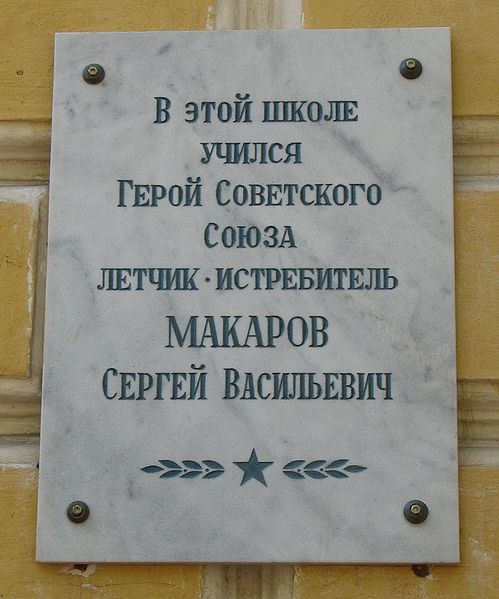 В ЭТОЙ ШКОЛЕ
УЧИЛСЯ
ГЕРОЙ СОВЕТСКОГО
СОЮЗА
ЛЕТЧИК·ИСТРЕБИТЕЛЬ
МАКАРОВ
СЕРГЕЙ ВАСИЛЬЕВИЧ